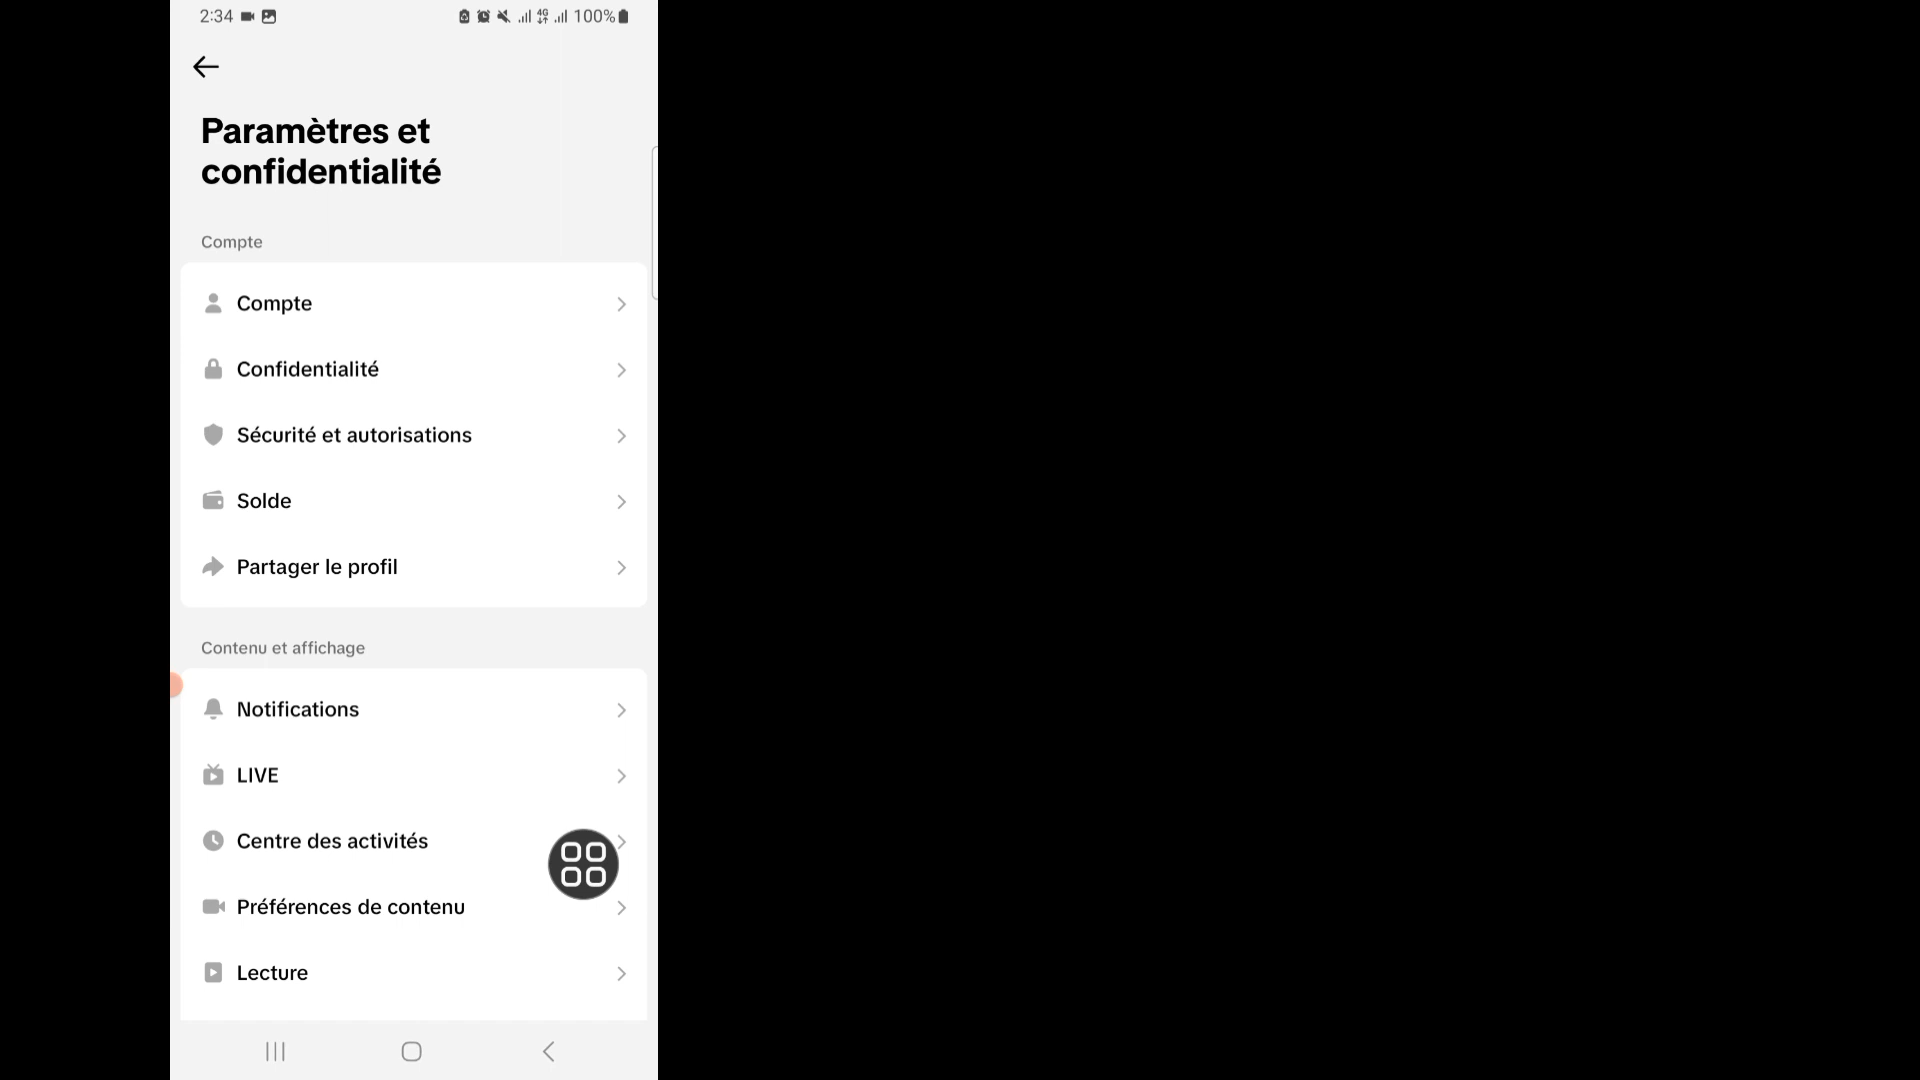 2:34
4G
100%
Paramètres et
confidentialité
Compte
Compte
Confidentialité
Sécurité et autorisations
Solde
Partager le profil
Contenu et affichage
Notifications
LIVE
Centre des activités
Préférences de contenu
Lecture